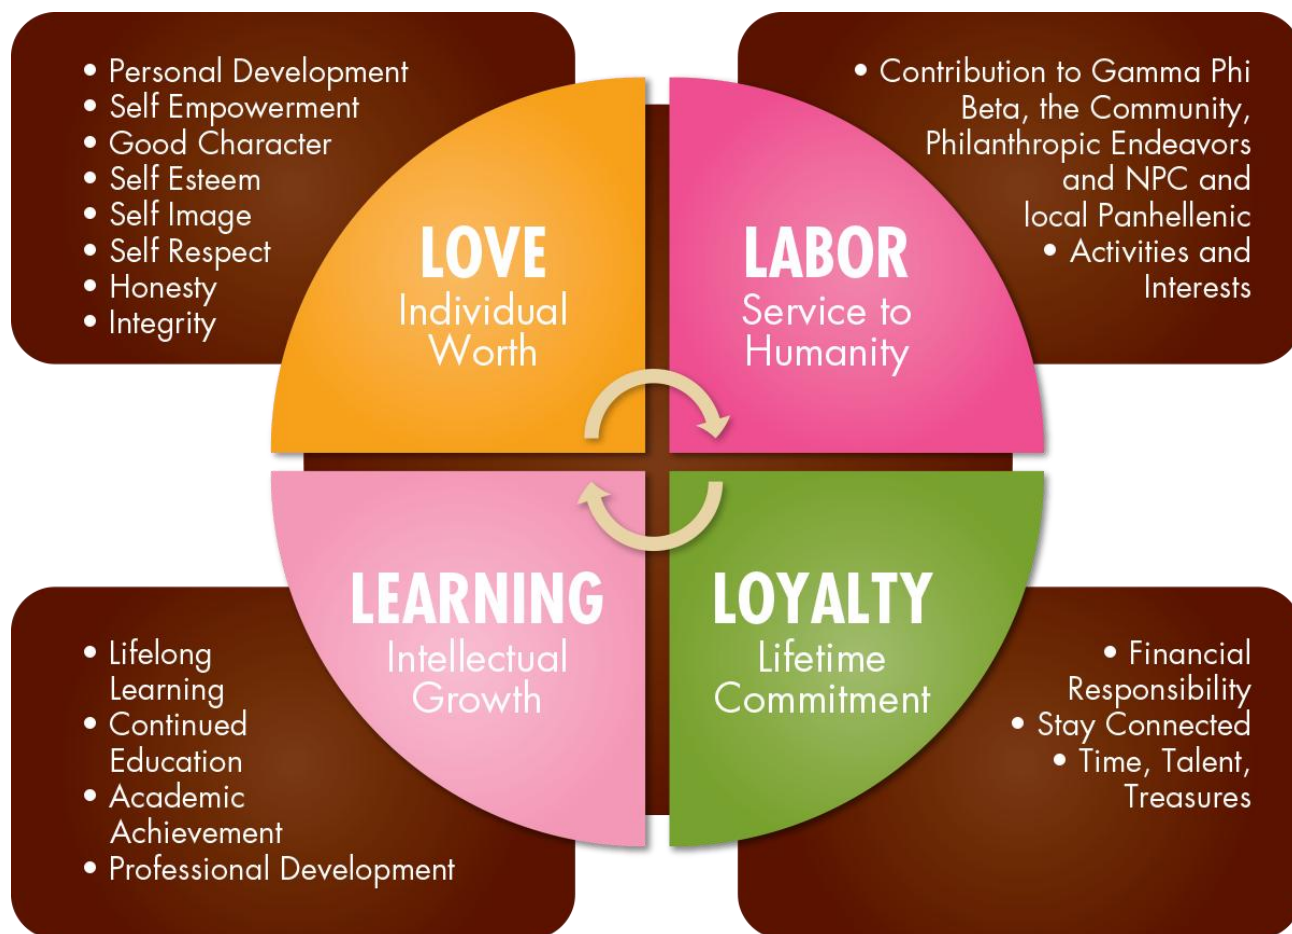 • Personal Development
• Self Empowerment
• Good Character
• Self Esteem
• Self Image
• Self Respect
• Honesty
• Integrity
LOVE
Individual
Worth
• Contribution to Gamma Phi
Beta, the Community,
Philanthropic Endeavors
and NPC and
local Panhellenic
• Activities and
Interests
LABOR
Service to
Humanity
• Lifelong
Learning
• Continued
Education
• Academic
Achievement
• Professional Development
LEARNING
Intellectual
Growth
LOYALTY
Lifetime
Commitment
• Financial
Responsibility
• Stay Connected
• Time, Talent,
Treasures